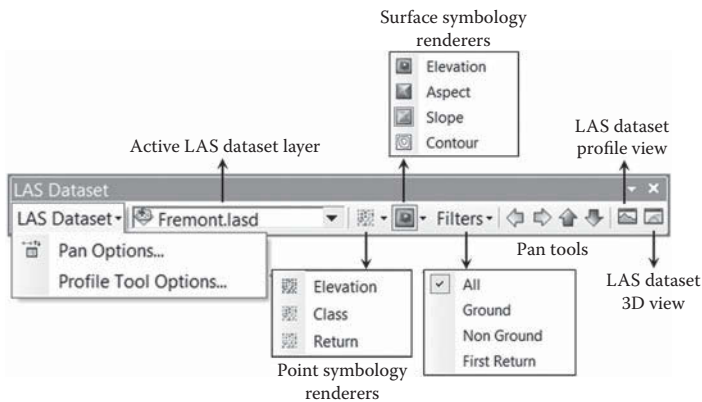 Surface symbology
renderers
Elevation
Aspect
Slope
Contour
Active LAS dataset layer
LAS dataset
profile view
LAS Dataset
LAS Dataset
Fremont.lasd
Filters
Pan Options...
Profile Tool Options...
Pan tools
LAS dataset
3D view
Elevation
Class
Return
Point symbology
renderers
All
Ground
Non Ground
First Return